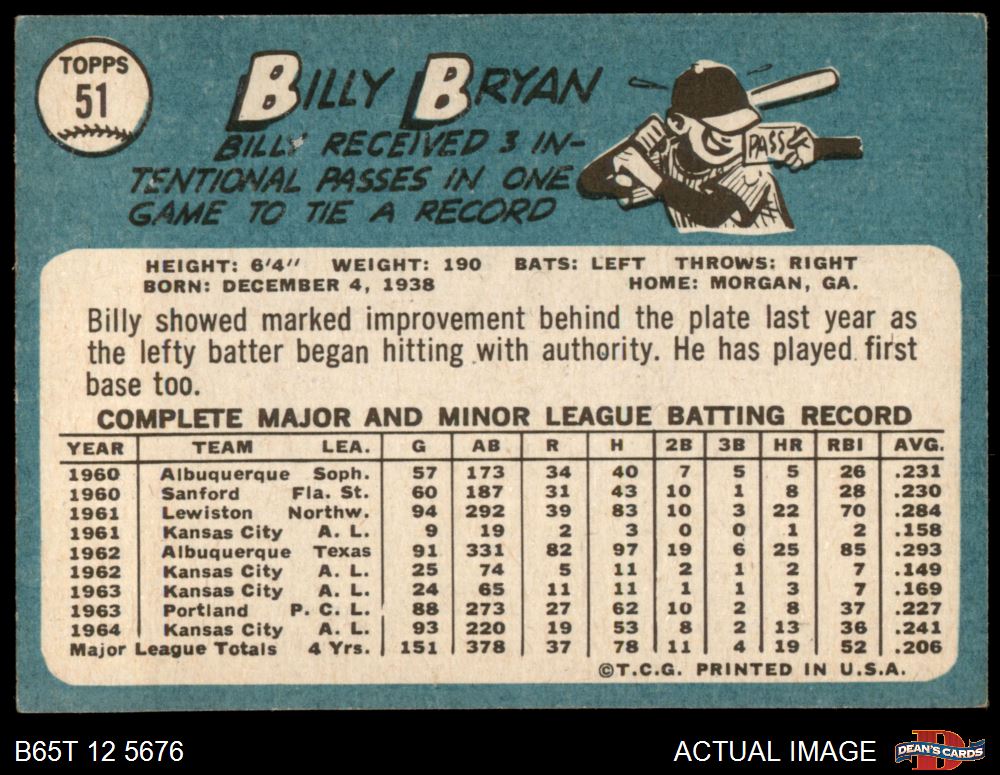 TOPPS
51
BILLY BRYAN
BILLY RECEIVED 3 IN-
TENTIONAL PASSES IN ONE
GAME TO TIE A RECORD
PASS
HEIGHT: 6'4" WEIGHT: 190 BATS: LEFT THROWS: RIGHT
BORN: DECEMBER 4, 1938 HOME: MORGAN, GA.
Billy showed marked improvement behind the plate last year as
the lefty batter began hitting with authority. He has played first
base too.
COMPLETE MAJOR AND MINOR LEAGUE BATTING RECORD
YEAR TEAM LEA. G AB R H 2B 3B HR RBI AVG.
1960 Albuquerque Soph. 57 173 34 40 7 5 5 26 .231
1960 Sanford Fla. St. 60 187 31 43 10 1 8 28 .230
1961 Lewiston Northw. 94 292 39 83 10 3 22 70 .284
1961 Kansas City A. L. 9 19 2 3 0 0 1 2 .158
1962 Albuquerque Texas 91 331 82 97 19 6 25 85 .293
1962 Kansas City A. L. 25 74 5 11 2 1 2 7 .149
1963 Kansas City A. L. 24 65 11 11 1 1 3 7 .169
1963 Portland P. C. L. 88 273 27 62 10 2 8 37 .227
1964 Kansas City A. L. 93 220 19 53 8 2 13 36 .241
Major League Totals 4 Yrs. 151 378 37 78 11 4 19 52 .206
©T.C.G. PRINTED IN U.S.A.
B65T 12 5676 ACTUAL IMAGE DEAN'S CARDS